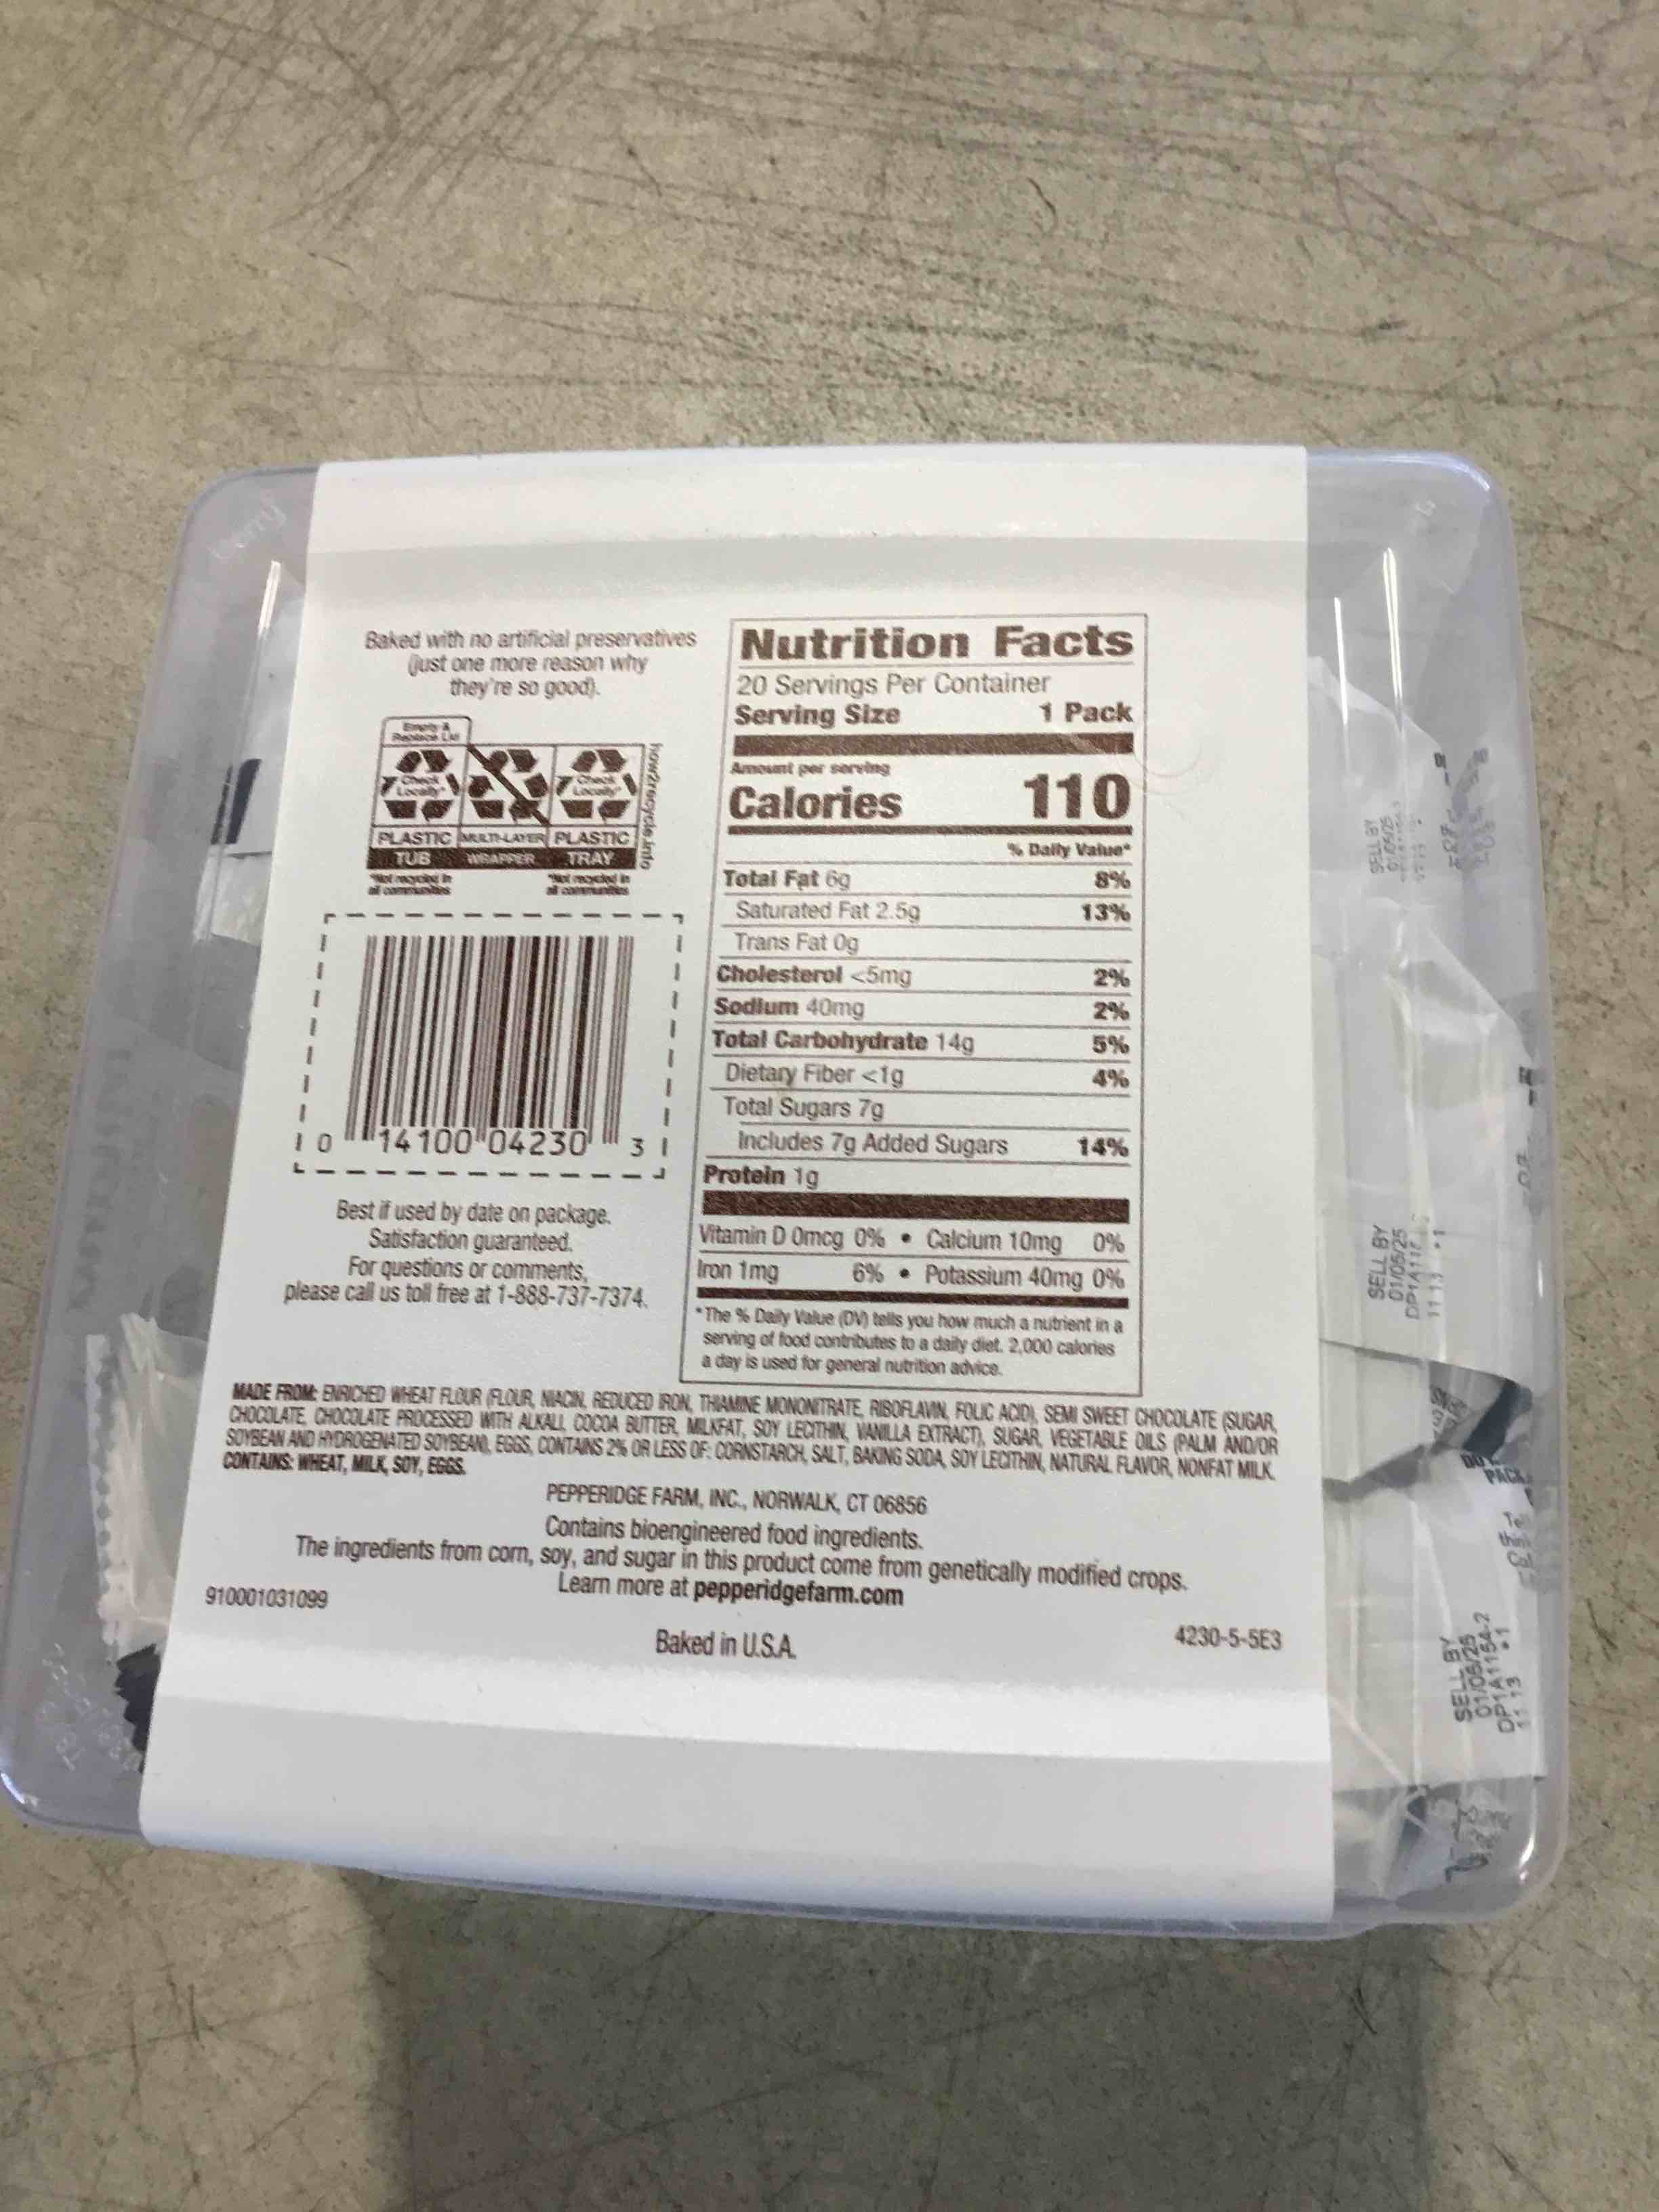 Baked with no artificial preservatives
(just one more reason why
they're so good).
Empty &
Replace Lid
Check
Locally*
Check
Locally*
PLASTIC MULTI-LAYER PLASTIC
TUB WRAPPER TRAY
*Not recycled in
all communities
*Not recycled in
all communities
how2recycle.info
0 14100 04230 3
Best if used by date on package.
Satisfaction guaranteed.
For questions or comments,
please call us toll free at 1-888-737-7374.
Nutrition Facts
20 Servings Per Container
Serving Size 1 Pack
Amount per serving
Calories 110
% Daily Value*
Total Fat 6g 8%
Saturated Fat 2.5g 13%
Trans Fat 0g
Cholesterol <5mg 2%
Sodium 40mg 2%
Total Carbohydrate 14g 5%
Dietary Fiber <1g 4%
Total Sugars 7g
Includes 7g Added Sugars 14%
Protein 1g
Vitamin D 0mcg 0% • Calcium 10mg 0%
Iron 1mg 6% • Potassium 40mg 0%
*The % Daily Value (DV) tells you how much a nutrient in a
serving of food contributes to a daily diet. 2,000 calories
a day is used for general nutrition advice.
MADE FROM: ENRICHED WHEAT FLOUR (FLOUR, NIACIN, REDUCED IRON, THIAMINE MONONITRATE, RIBOFLAVIN, FOLIC ACID), SEMI SWEET CHOCOLATE (SUGAR,
CHOCOLATE, CHOCOLATE PROCESSED WITH ALKALI, COCOA BUTTER, MILKFAT, SOY LECITHIN, VANILLA EXTRACT), SUGAR, VEGETABLE OILS (PALM AND/OR
SOYBEAN AND HYDROGENATED SOYBEAN), EGGS, CONTAINS 2% OR LESS OF: CORNSTARCH, SALT, BAKING SODA, SOY LECITHIN, NATURAL FLAVOR, NONFAT MILK.
CONTAINS: WHEAT, MILK, SOY, EGGS.
PEPPERIDGE FARM, INC., NORWALK, CT 06856
Contains bioengineered food ingredients.
The ingredients from corn, soy, and sugar in this product come from genetically modified crops.
Learn more at pepperidgefarm.com
910001031099
4230-5-5E3
Baked in U.S.A.
SELL BY
01/05/25
SELL BY
01/05/25
11 13 • 1
SELL BY
01/05/25
DP1A1154-2
11 13 • 1